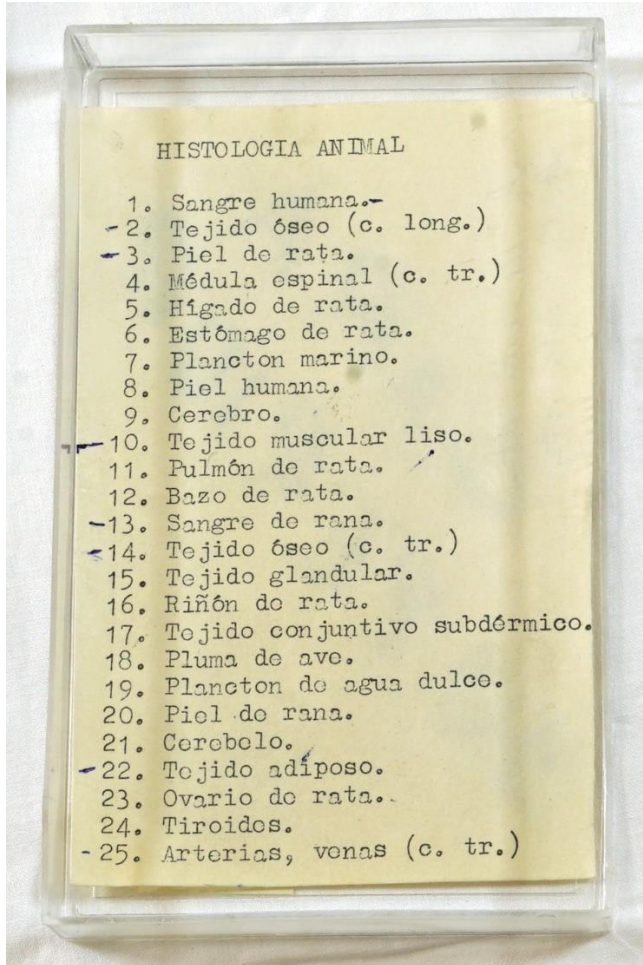 HISTOLOGIA ANIMAL
1. Sangre humana.-
2. Tejido óseo (c. long.)
3. Piel de rata.
4. Médula espinal (c. tr.)
5. Hígado de rata.
6. Estómago de rata.
7. Plancton marino.
8. Piel humana.
9. Cerebro.
10. Tejido muscular liso.
11. Pulmón de rata.
12. Bazo de rata.
13. Sangre de rana.
14. Tejido óseo (c. tr.)
15. Tejido glandular.
16. Riñón de rata.
17. Tejido conjuntivo subdérmico.
18. Pluma de ave.
19. Plancton de agua dulce.
20. Piel de rana.
21. Cerebelo.
22. Tejido adiposo.
23. Ovario de rata.
24. Tiroides.
25. Arterias, venas (c. tr.)